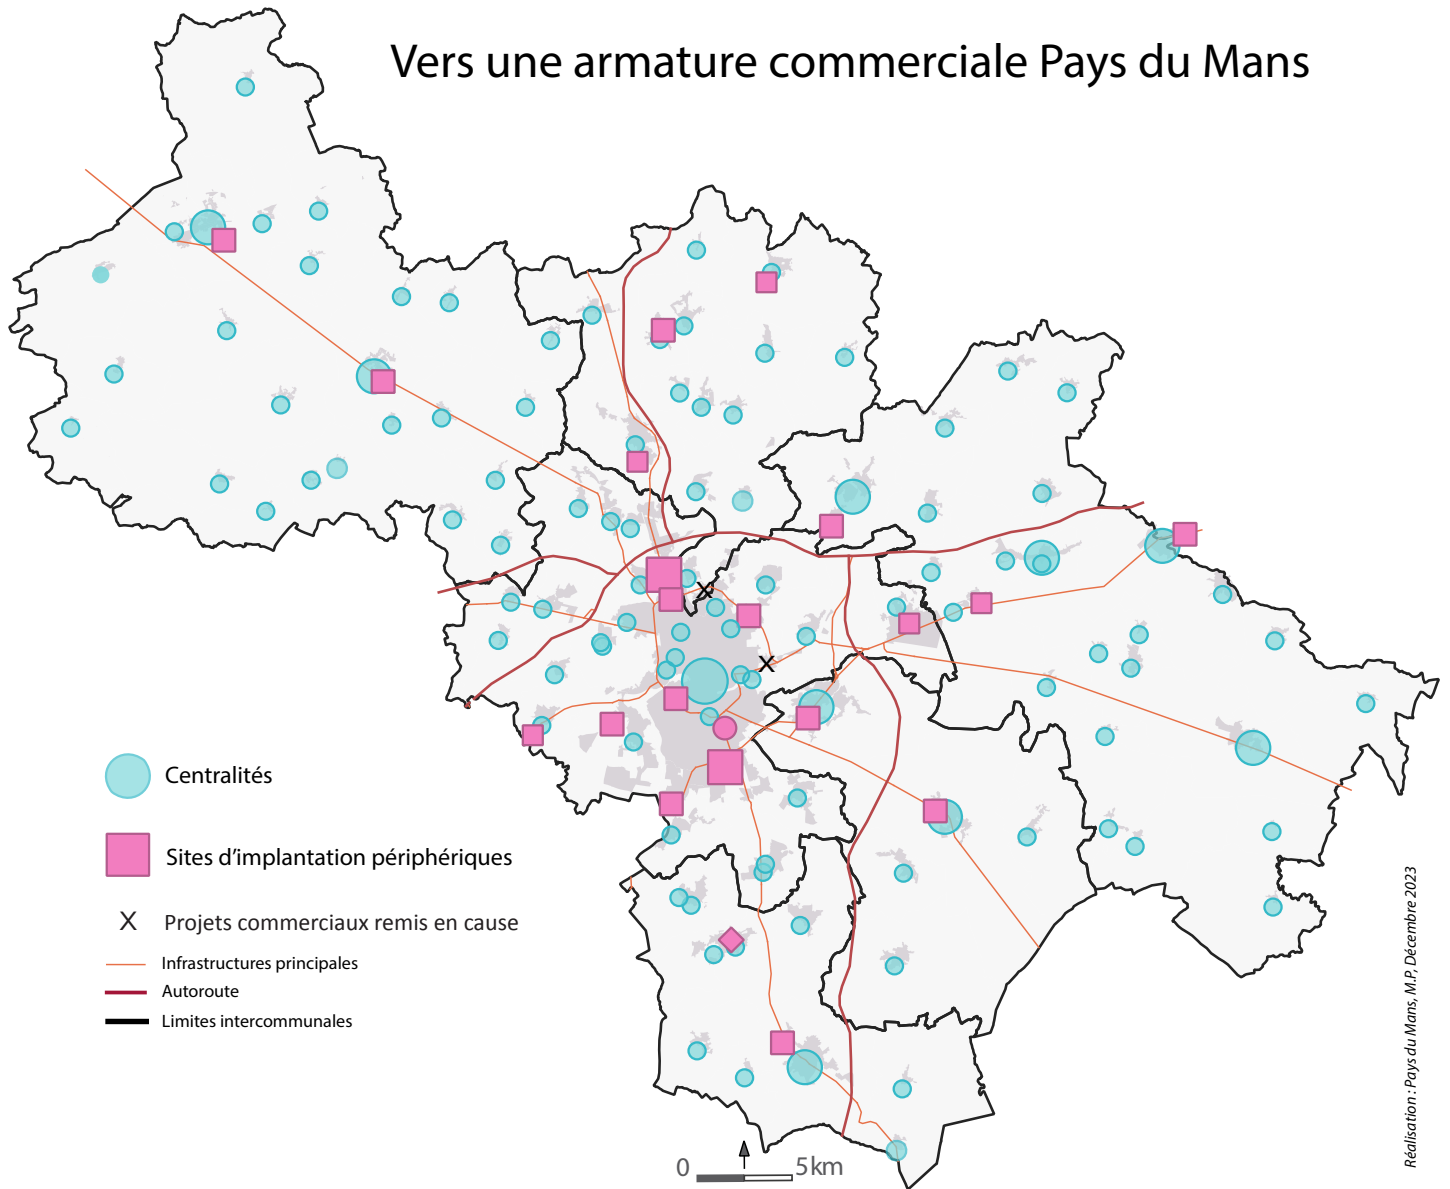 Vers une armature commerciale Pays du Mans
Centralités
Sites d'implantation périphériques
X Projets commerciaux remis en cause
Infrastructures principales
Autoroute
Limites intercommunales
X
X
0 5km
Réalisation : Pays du Mans, M.P, Décembre 2023